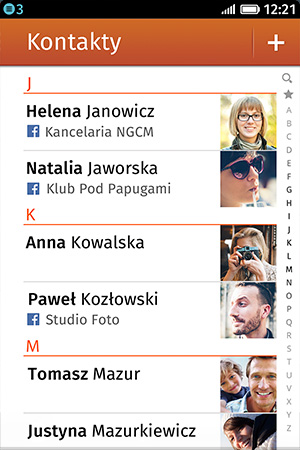 3 12:21
Kontakty +
J
Helena Janowicz
Kancelaria NGCM
Natalia Jaworska
Klub Pod Papugami
K
Anna Kowalska
Paweł Kozłowski
Studio Foto
M
Tomasz Mazur
Justyna Mazurkiewicz
A
B
C
D
E
F
G
H
I
J
K
L
M
N
O
P
Q
R
S
T
U
V
X
Y
Z